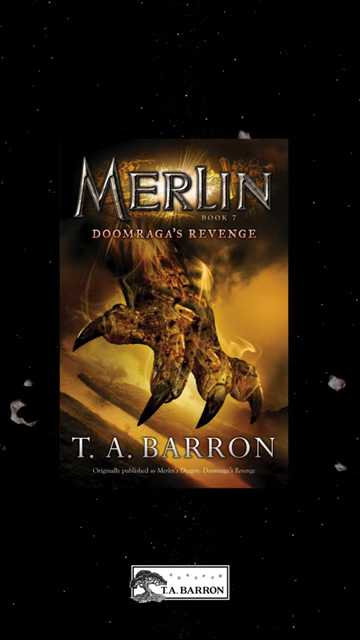 MERLIN
BOOK 7
DOOMRAGA'S REVENGE
T. A. BARRON
Originally published as Merlin's Dragon: Doomraga's Revenge
T.A. BARRON